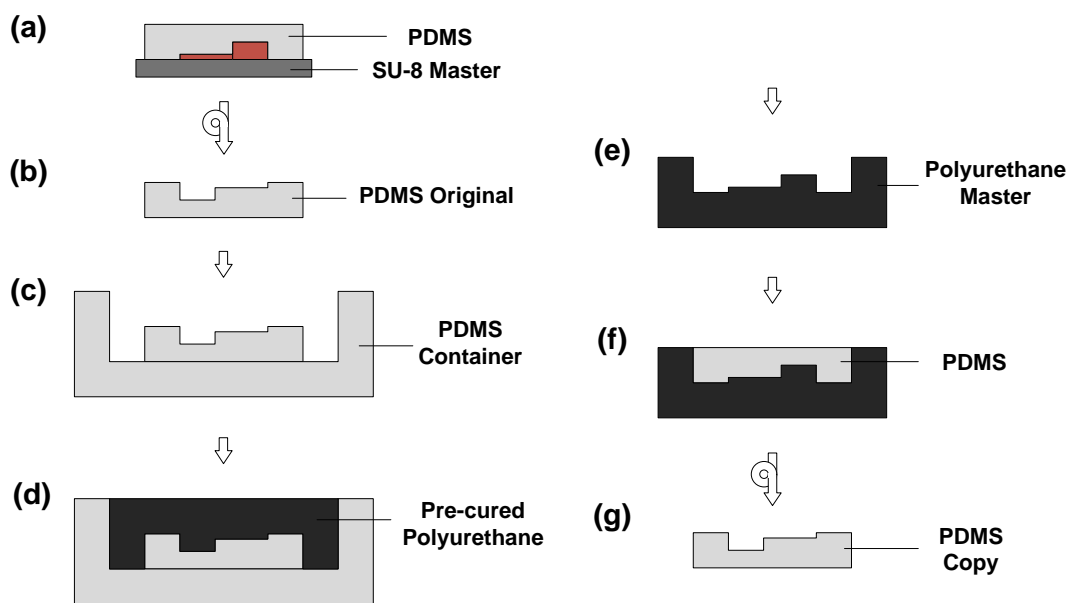 (a)
PDMS
SU-8 Master
(b)
PDMS Original
(c)
PDMS
Container
(d)
Pre-cured
Polyurethane
(e)
Polyurethane
Master
(f)
PDMS
(g)
PDMS
Copy